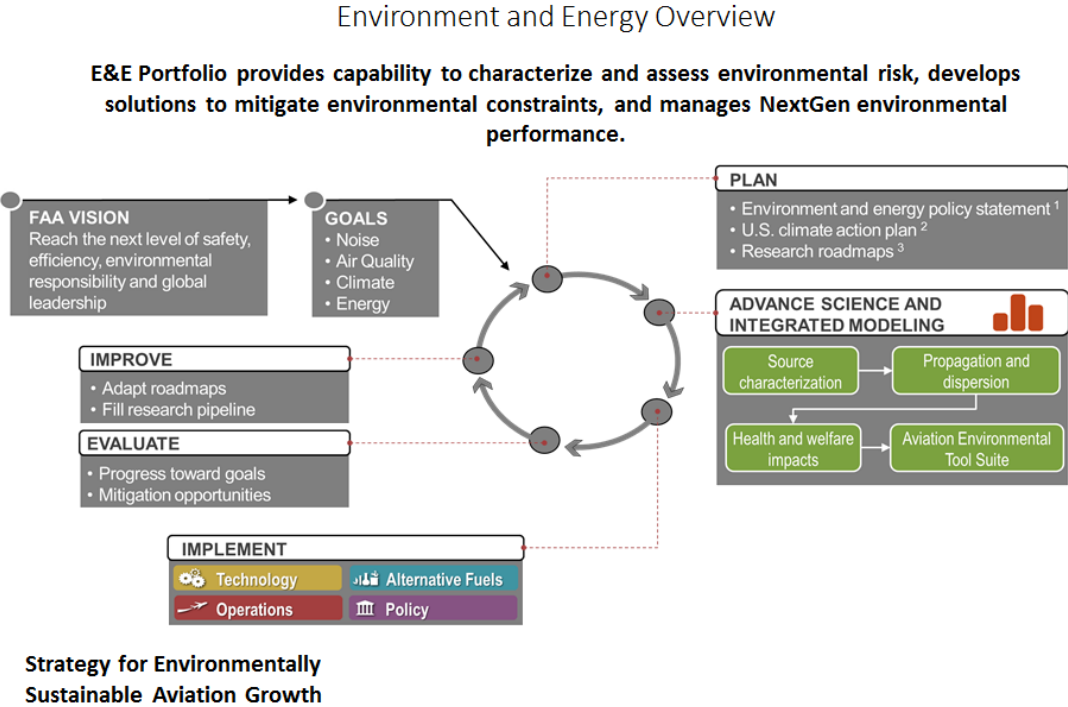 Environment and Energy Overview
E&E Portfolio provides capability to characterize and assess environmental risk, develops
solutions to mitigate environmental constraints, and manages NextGen environmental
performance.
FAA VISION
Reach the next level of safety,
efficiency, environmental
responsibility and global
leadership
GOALS
• Noise
• Air Quality
• Climate
• Energy
PLAN
• Environment and energy policy statement 1
• U.S. climate action plan 2
• Research roadmaps 3
ADVANCE SCIENCE AND
INTEGRATED MODELING
Source
characterization
Propagation and
dispersion
Health and welfare
impacts
Aviation Environmental
Tool Suite
IMPROVE
• Adapt roadmaps
• Fill research pipeline
EVALUATE
• Progress toward goals
• Mitigation opportunities
IMPLEMENT
Technology
Alternative Fuels
Operations
Policy
Strategy for Environmentally
Sustainable Aviation Growth